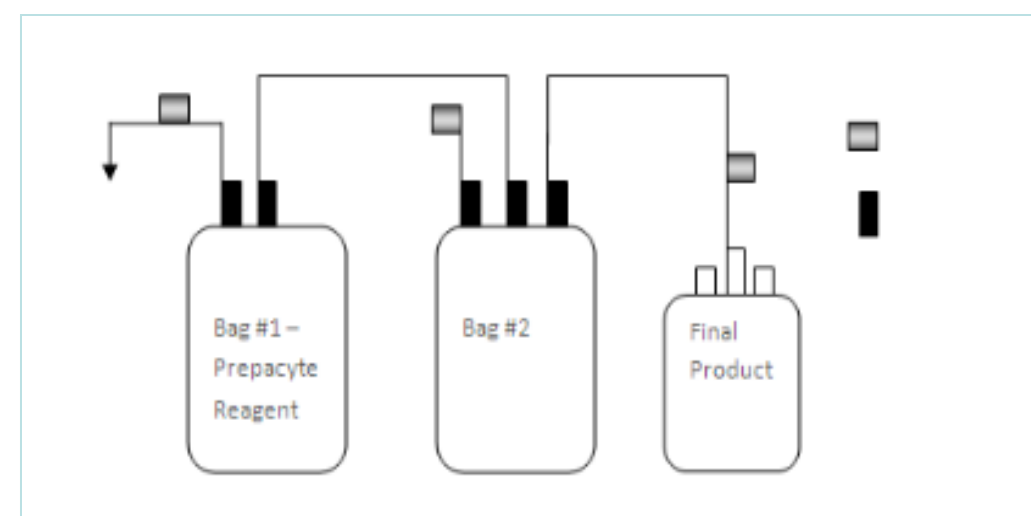 Bag #1 –
Prepacyte
Reagent
Bag #2
Final
Product